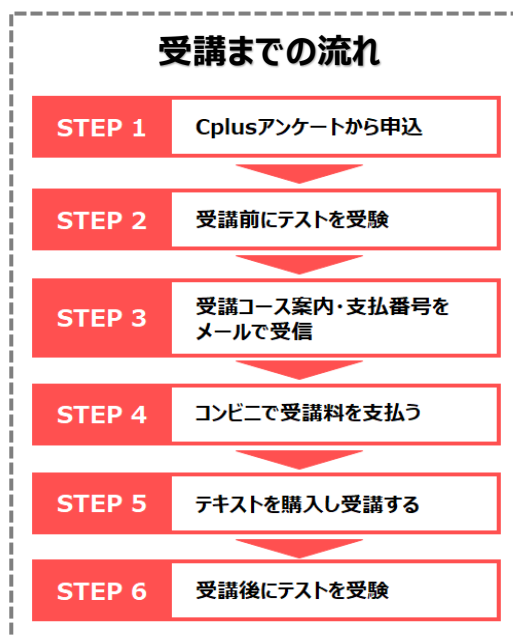 受講までの流れ
STEP 1
Cplusアンケートから申込
STEP 2
受講前にテストを受験
STEP 3
受講コース案内・支払番号を
メールで受信
STEP 4
コンビニで受講料を支払う
STEP 5
テキストを購入し受講する
STEP 6
受講後にテストを受験